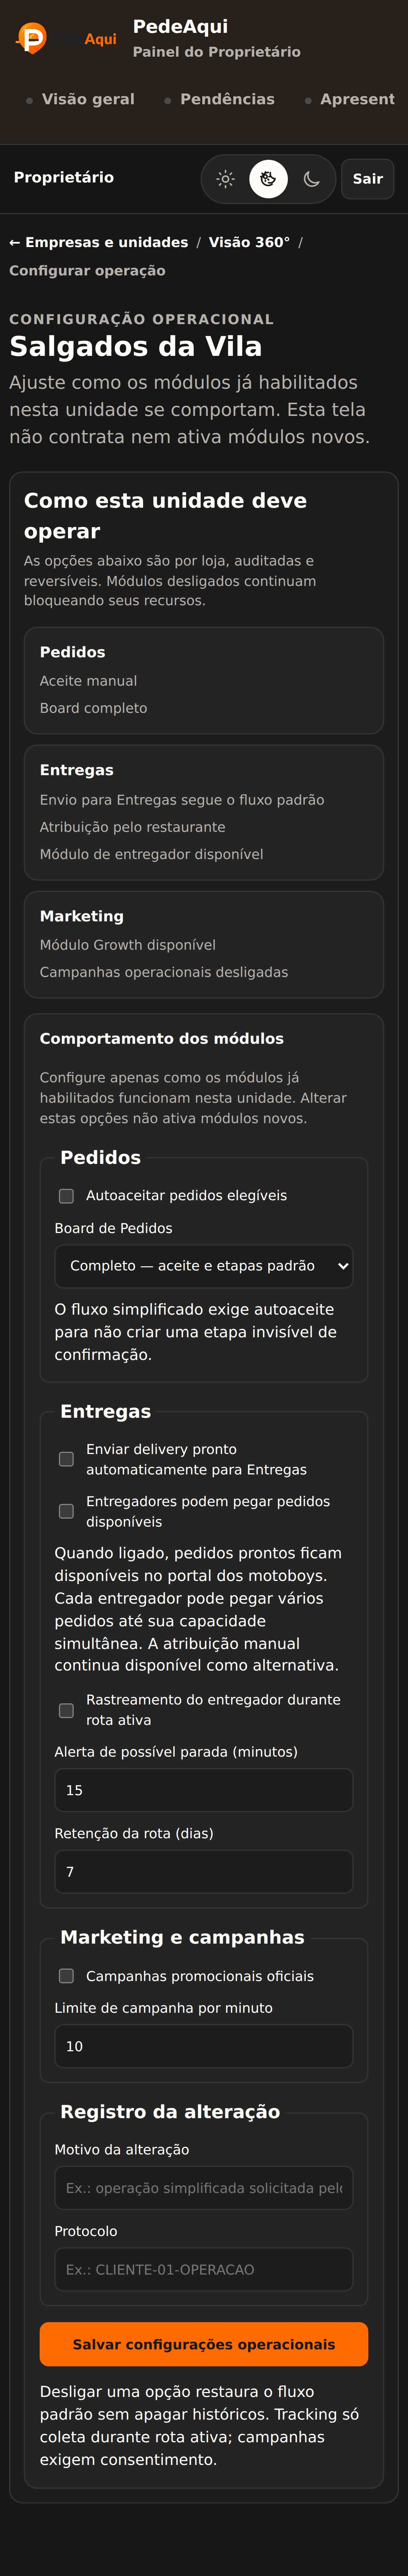 P Aqui
PedeAqui
Painel do Proprietário
Visão geral
Pendências
Apresent
Proprietário
Sair
← Empresas e unidades / Visão 360° /
Configurar operação
CONFIGURAÇÃO OPERACIONAL
Salgados da Vila
Ajuste como os módulos já habilitados
nesta unidade se comportam. Esta tela
não contrata nem ativa módulos novos.
Como esta unidade deve
operar
As opções abaixo são por loja, auditadas e
reversíveis. Módulos desligados continuam
bloqueando seus recursos.
Pedidos
Aceite manual
Board completo
Entregas
Envio para Entregas segue o fluxo padrão
Atribuição pelo restaurante
Módulo de entregador disponível
Marketing
Módulo Growth disponível
Campanhas operacionais desligadas
Comportamento dos módulos
Configure apenas como os módulos já
habilitados funcionam nesta unidade. Alterar
estas opções não ativa módulos novos.
Pedidos
Autoaceitar pedidos elegíveis
Board de Pedidos
Completo — aceite e etapas padrão
O fluxo simplificado exige autoaceite
para não criar uma etapa invisível de
confirmação.
Entregas
Enviar delivery pronto
automaticamente para Entregas
Entregadores podem pegar pedidos
disponíveis
Quando ligado, pedidos prontos ficam
disponíveis no portal dos motoboys.
Cada entregador pode pegar vários
pedidos até sua capacidade
simultânea. A atribuição manual
continua disponível como alternativa.
Rastreamento do entregador durante
rota ativa
Alerta de possível parada (minutos)
15
Retenção da rota (dias)
7
Marketing e campanhas
Campanhas promocionais oficiais
Limite de campanha por minuto
10
Registro da alteração
Motivo da alteração
Ex.: operação simplificada solicitada pel
Protocolo
Ex.: CLIENTE-01-OPERACAO
Salvar configurações operacionais
Desligar uma opção restaura o fluxo
padrão sem apagar históricos. Tracking só
coleta durante rota ativa; campanhas
exigem consentimento.